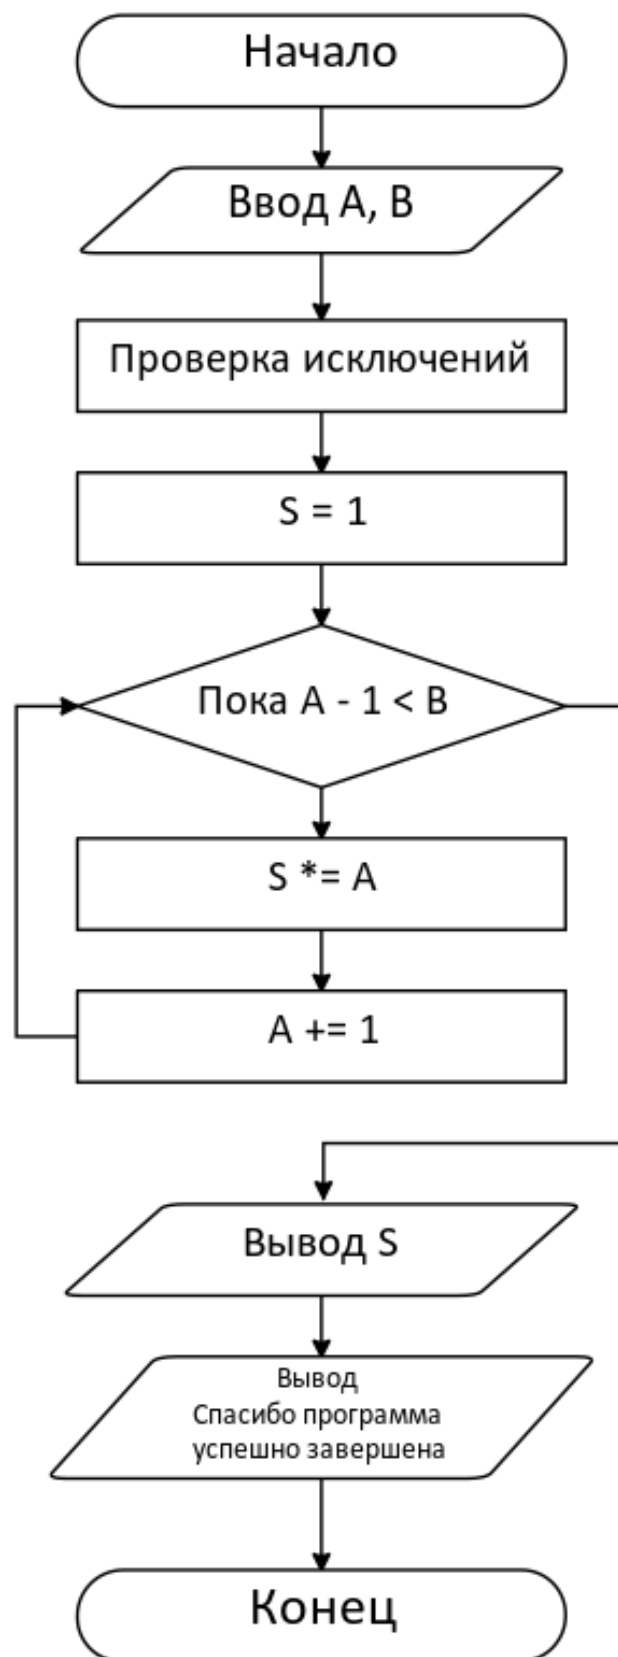 Начало
Ввод A, B
Проверка исключений
S = 1
Пока A - 1 < B
S *= A
A += 1
Вывод S
Вывод
Спасибо программа
успешно завершена
Конец